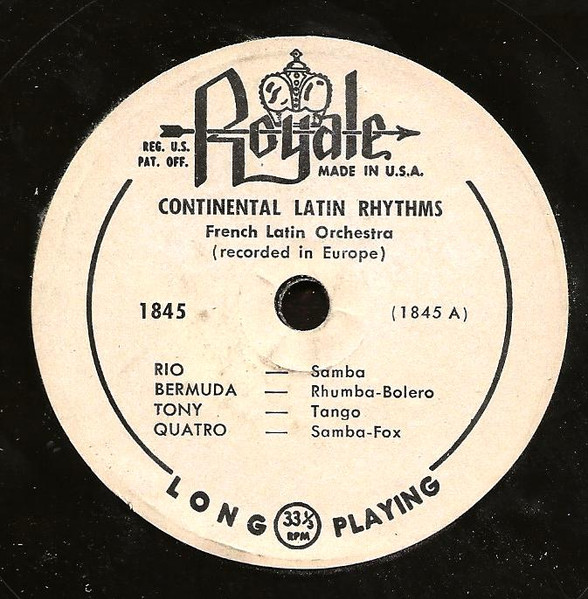 Royale
REG. U.S.
PAT. OFF.
MADE IN U.S.A.
CONTINENTAL LATIN RHYTHMS
French Latin Orchestra
(recorded in Europe)
1845 (1845 A)
RIO — Samba
BERMUDA — Rhumba-Bolero
TONY — Tango
QUATRO — Samba-Fox
LONG 33⅓ RPM PLAYING